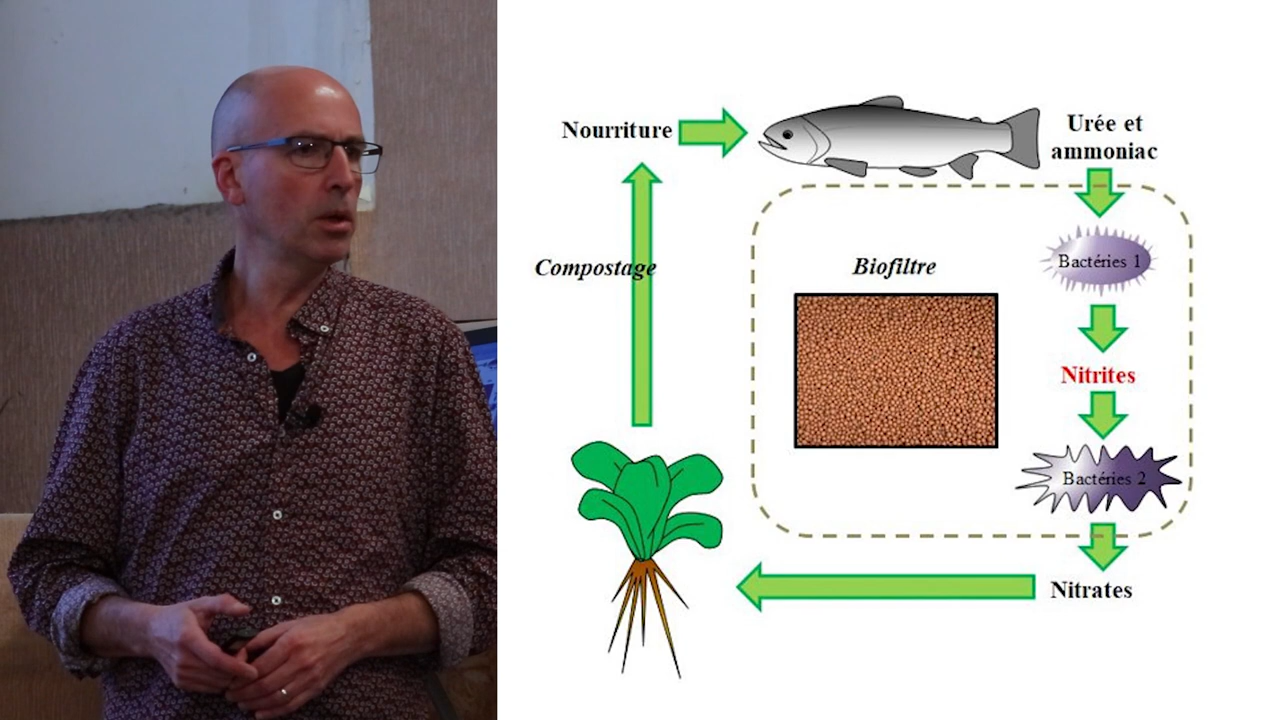 Nourriture
Urée et
ammoniac
Compostage
Biofiltre
Bactéries 1
Nitrites
Bactéries 2
Nitrates